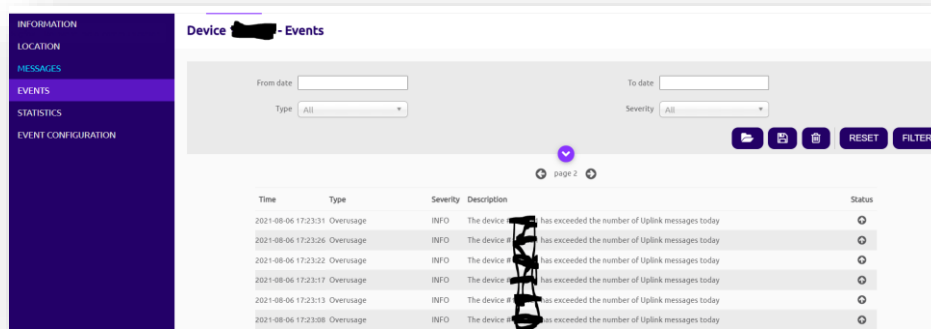 INFORMATION
LOCATION
MESSAGES
EVENTS
STATISTICS
EVENT CONFIGURATION
Device - Events
From date To date
Type All Severity All
RESET FILTER
page 2
Time Type Severity Description Status
2021-08-06 17:23:31 Overusage INFO The device # has exceeded the number of Uplink messages today
2021-08-06 17:23:26 Overusage INFO The device # has exceeded the number of Uplink messages today
2021-08-06 17:23:22 Overusage INFO The device # has exceeded the number of Uplink messages today
2021-08-06 17:23:17 Overusage INFO The device # has exceeded the number of Uplink messages today
2021-08-06 17:23:13 Overusage INFO The device # has exceeded the number of Uplink messages today
2021-08-06 17:23:08 Overusage INFO The device # has exceeded the number of Uplink messages today